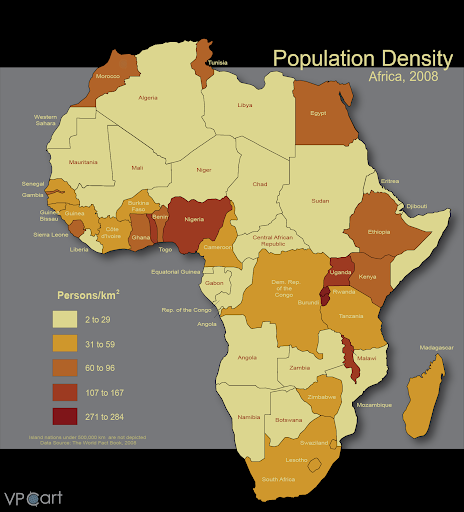 Population Density
Africa, 2008
Tunisia
Morocco
Algeria
Libya
Egypt
Western
Sahara
Mauritania
Mali
Niger
Chad
Sudan
Eritrea
Djibouti
Senegal
Gambia
Guinea
Bissau
Guinea
Sierra Leone
Liberia
Côte
d'Ivoire
Burkina
Faso
Ghana
Togo
Benin
Nigeria
Cameroon
Central African
Republic
Ethiopia
Equatorial Guinea
Gabon
Rep. of the Congo
Dem. Rep
of the
Congo
Uganda
Kenya
Rwanda
Burundi
Tanzania
Angola
Angola
Zambia
Malawi
Mozambique
Madagascar
Zimbabwe
Namibia
Botswana
Swaziland
Lesotho
South Africa
Persons/km²
2 to 29
31 to 59
60 to 96
107 to 167
271 to 284
Island nations under 500,000 km. are not depicted
Data Source: The World Fact Book, 2008
VPCart